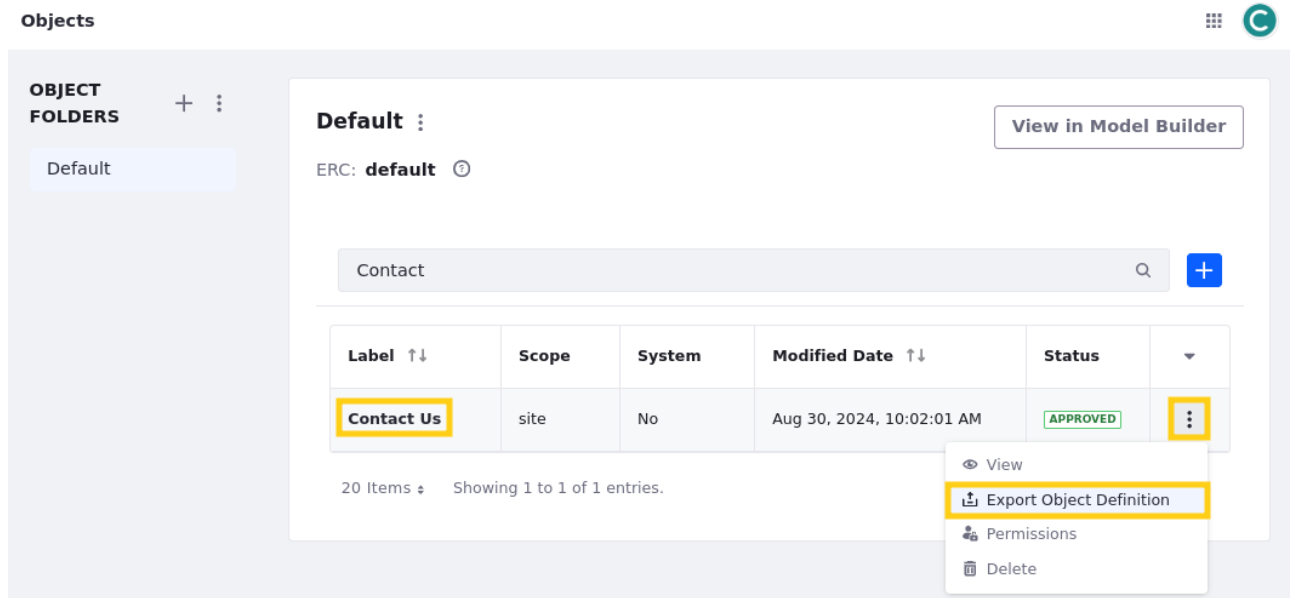 Objects
C
OBJECT
FOLDERS
Default
Default
View in Model Builder
ERC: default
Contact
Label Scope System Modified Date Status
Contact Us site No Aug 30, 2024, 10:02:01 AM APPROVED
View
20 Items Showing 1 to 1 of 1 entries.
Export Object Definition
Permissions
Delete